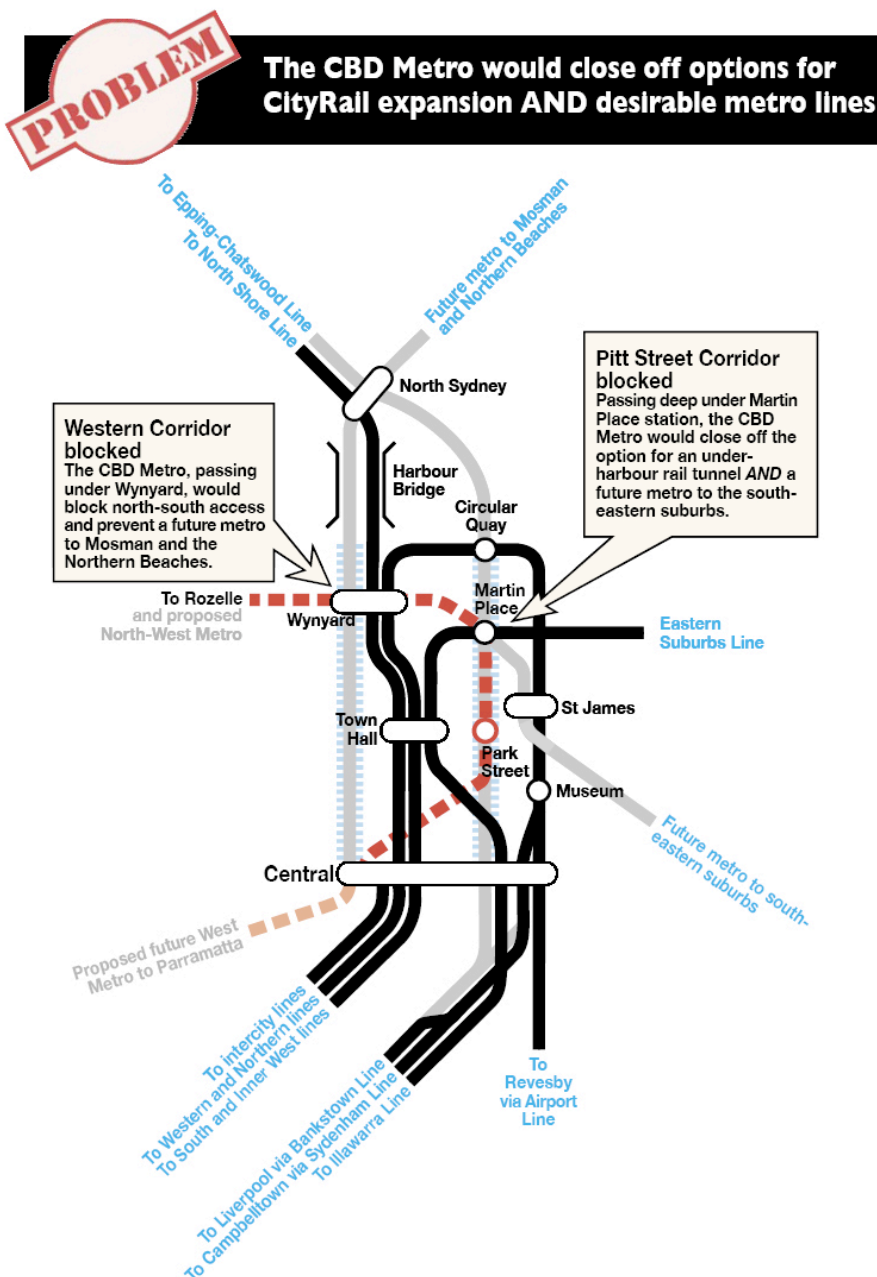 PROBLEM
The CBD Metro would close off options for
CityRail expansion AND desirable metro lines
To Epping-Chatswood Line
To North Shore Line
Future metro to Mosman
and Northern Beaches
North Sydney
Pitt Street Corridor
blocked
Passing deep under Martin
Place station, the CBD
Metro would close off the
option for an under-
harbour rail tunnel AND a
future metro to the south-
eastern suburbs.
Western Corridor
blocked
The CBD Metro, passing
under Wynyard, would
block north-south access
and prevent a future metro
to Mosman and the
Northern Beaches.
Harbour
Bridge
Circular
Quay
Martin
Place
To Rozelle
and proposed
North-West Metro
Wynyard
Eastern
Suburbs Line
St James
Town
Hall
Park
Street
Museum
Future metro to south-
eastern suburbs
Central
Proposed future West
Metro to Parramatta
To intercity lines
To Western and Northern lines
To South and Inner West lines
To Liverpool via Bankstown Line
To Campbelltown via Sydenham Line
To Illawarra Line
To
Revesby
via Airport
Line